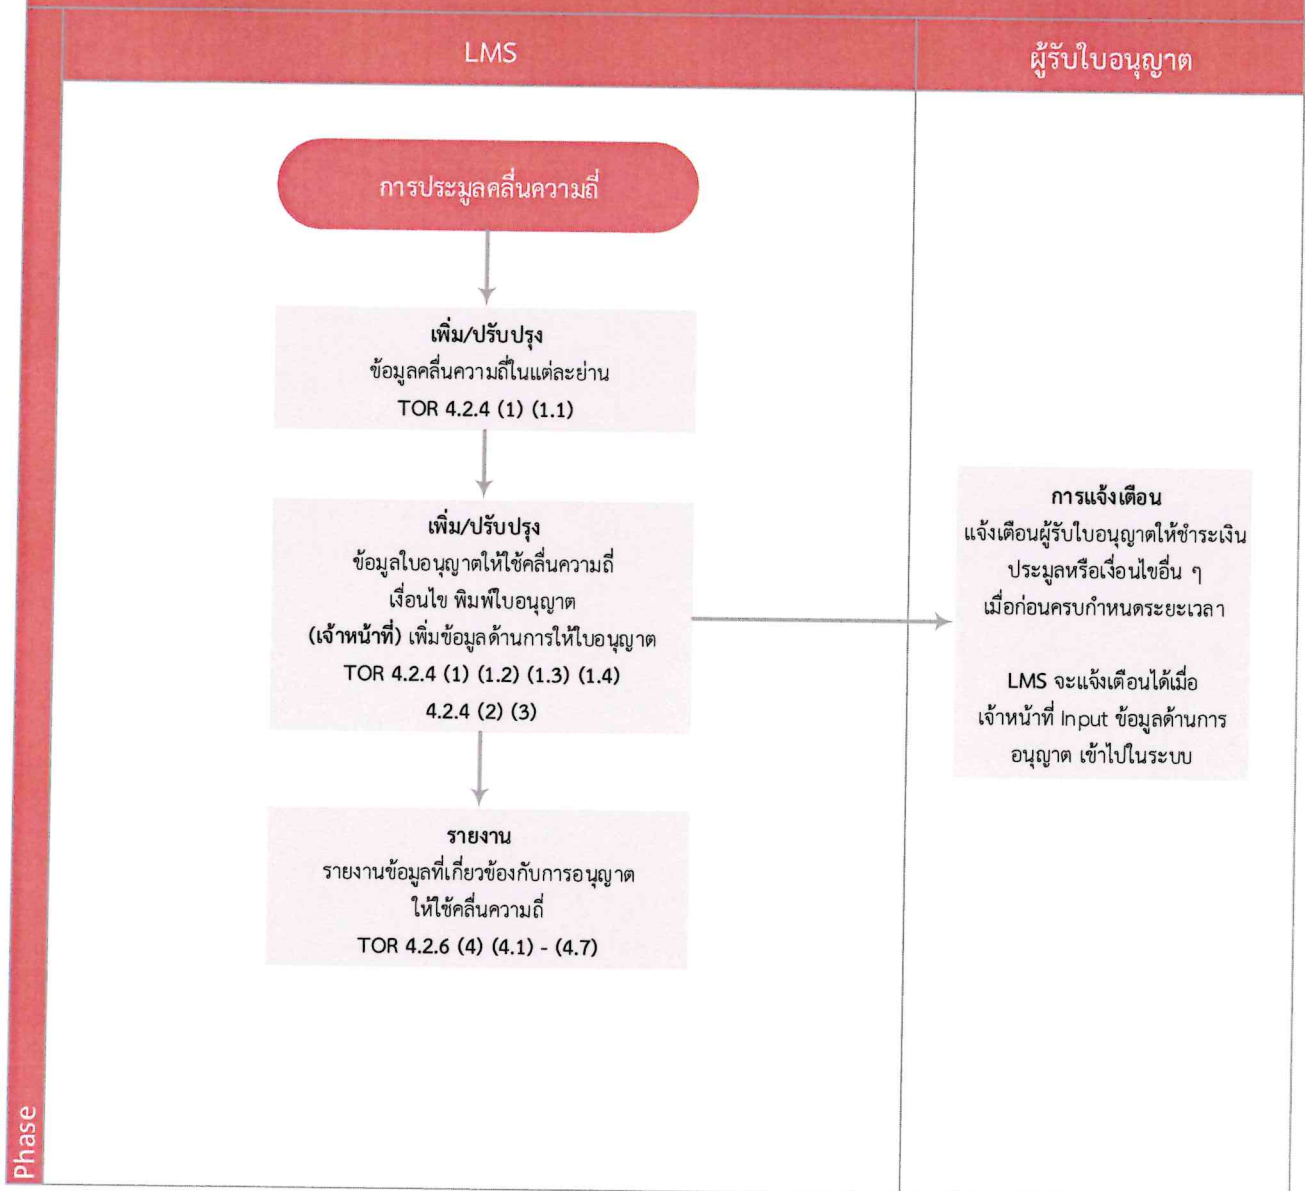 LMS
ผู้รับใบอนุญาต
การประมูลคลื่นความถี่
เพิ่ม/ปรับปรุง
ข้อมูลคลื่นความถี่ในแต่ละย่าน
TOR 4.2.4 (1) (1.1)
เพิ่ม/ปรับปรุง
ข้อมูลใบอนุญาตให้ใช้คลื่นความถี่
เงื่อนไข พิมพ์ใบอนุญาต
(เจ้าหน้าที่) เพิ่มข้อมูลด้านการให้ใบอนุญาต
TOR 4.2.4 (1) (1.2) (1.3) (1.4)
4.2.4 (2) (3)
การแจ้งเตือน
แจ้งเตือนผู้รับใบอนุญาตให้ชำระเงิน
ประมูลหรือเงื่อนไขอื่น ๆ
เมื่อก่อนครบกำหนดระยะเวลา
LMS จะแจ้งเตือนได้เมื่อ
เจ้าหน้าที่ Input ข้อมูลด้านการ
อนุญาต เข้าไปในระบบ
รายงาน
รายงานข้อมูลที่เกี่ยวข้องกับการอนุญาต
ให้ใช้คลื่นความถี่
TOR 4.2.6 (4) (4.1) - (4.7)
Phase